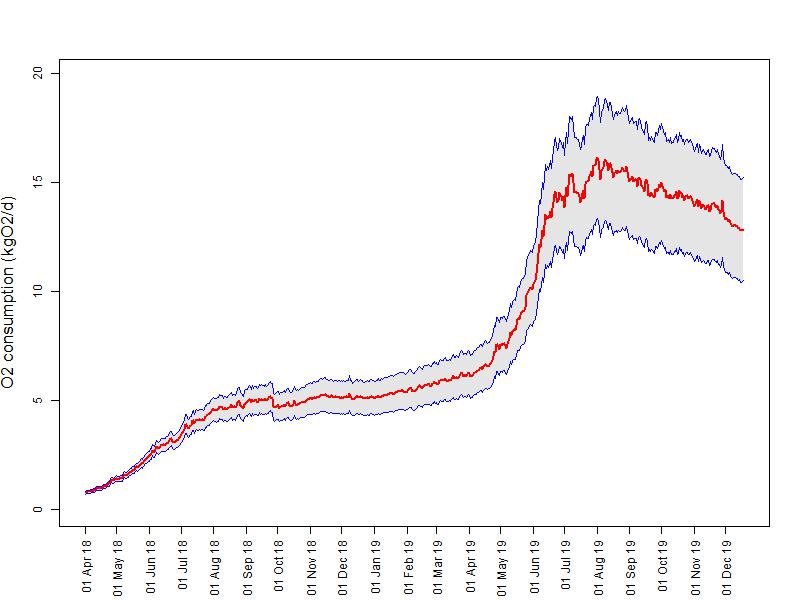 O2 consumption (kgO2/d)
20
15
10
5
0
01 Apr 18
01 May 18
01 Jun 18
01 Jul 18
01 Aug 18
01 Sep 18
01 Oct 18
01 Nov 18
01 Dec 18
01 Jan 19
01 Feb 19
01 Mar 19
01 Apr 19
01 May 19
01 Jun 19
01 Jul 19
01 Aug 19
01 Sep 19
01 Oct 19
01 Nov 19
01 Dec 19